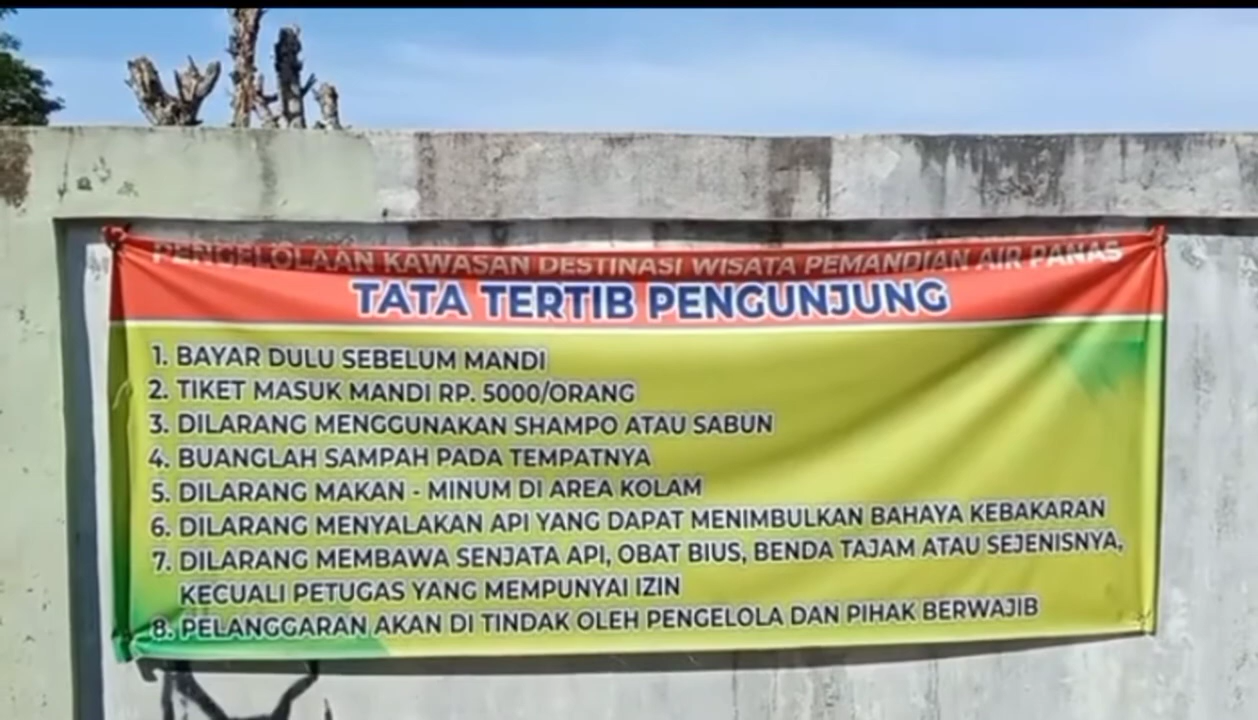 PENGELOLAAN KAWASAN DESTINASI WISATA PEMANDIAN AIR PANAS
TATA TERTIB PENGUNJUNG
1. BAYAR DULU SEBELUM MANDI
2. TIKET MASUK MANDI RP. 5000/ORANG
3. DILARANG MENGGUNAKAN SHAMPO ATAU SABUN
4. BUANGLAH SAMPAH PADA TEMPATNYA
5. DILARANG MAKAN - MINUM DI AREA KOLAM
6. DILARANG MENYALAKAN API YANG DAPAT MENIMBULKAN BAHAYA KEBAKARAN
7. DILARANG MEMBAWA SENJATA API, OBAT BIUS, BENDA TAJAM ATAU SEJENISNYA,
KECUALI PETUGAS YANG MEMPUNYAI IZIN
8. PELANGGARAN AKAN DI TINDAK OLEH PENGELOLA DAN PIHAK BERWAJIB